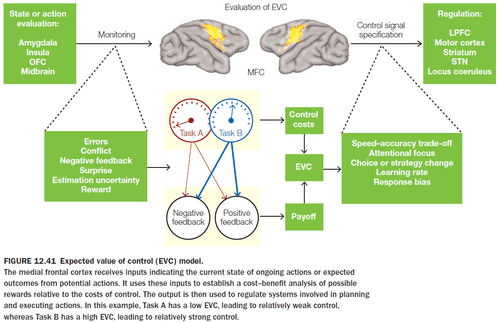 State or action
evaluation:
Amygdala
Insula
OFC
Midbrain
Monitoring
Evaluation of EVC
MFC
Control signal
specification
Regulation:
LPFC
Motor cortex
Striatum
STN
Locus coeruleus
Errors
Conflict
Negative feedback
Surprise
Estimation uncertainty
Reward
Task A
Task B
Negative
feedback
Positive
feedback
Control
costs
EVC
Payoff
Speed–accuracy trade-off
Attentional focus
Choice or strategy change
Learning rate
Response bias
FIGURE 12.41 Expected value of control (EVC) model.
The medial frontal cortex receives inputs indicating the current state of ongoing actions or expected
outcomes from potential actions. It uses these inputs to establish a cost–benefit analysis of possible
rewards relative to the costs of control. The output is then used to regulate systems involved in planning
and executing actions. In this example, Task A has a low EVC, leading to relatively weak control,
whereas Task B has a high EVC, leading to relatively strong control.